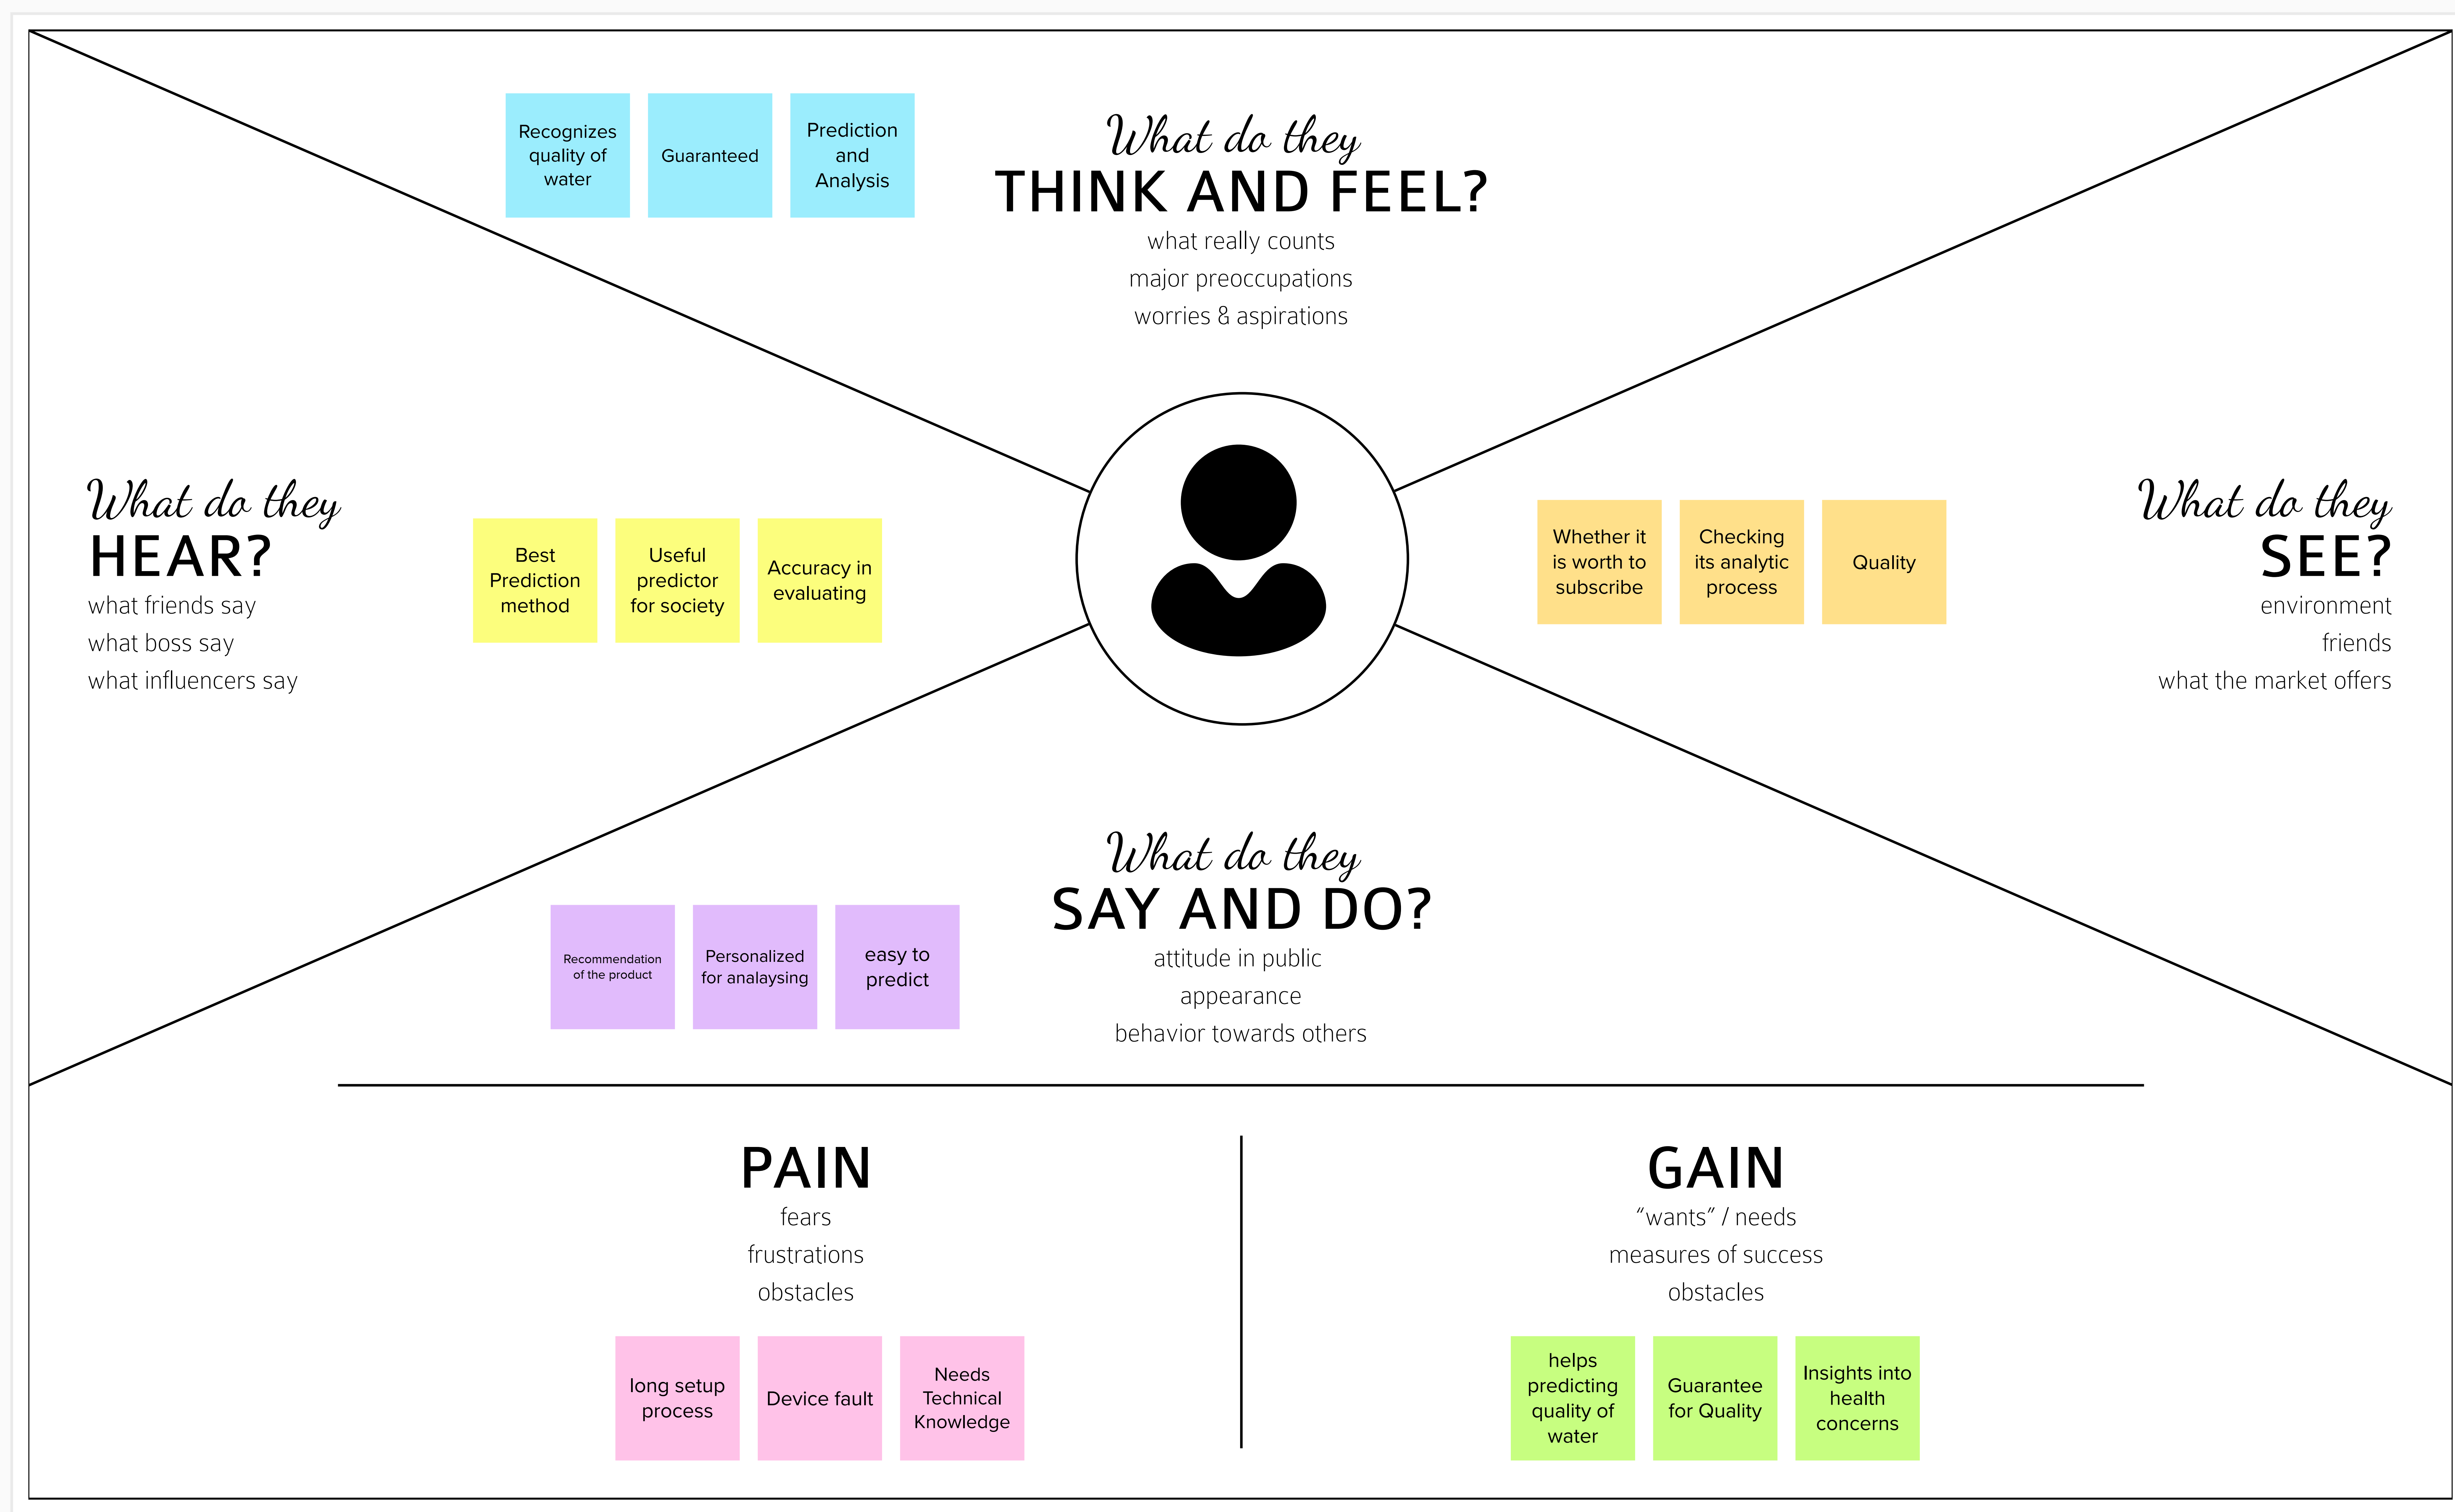 Recognizes
quality of
water
Guaranteed
Prediction
and
Analysis
What do they
THINK AND FEEL?
what really counts
major preoccupations
worries & aspirations
What do they
HEAR?
what friends say
what boss say
what influencers say
Best
Prediction
method
Useful
predictor
for society
Accuracy in
evaluating
Whether it
is worth to
subscribe
Checking
its analytic
process
Quality
What do they
SEE?
environment
friends
what the market offers
What do they
SAY AND DO?
attitude in public
appearance
behavior towards others
Recommendation
of the product
Personalized
for analaysing
easy to
predict
PAIN
fears
frustrations
obstacles
long setup
process
Device fault
Needs
Technical
Knowledge
GAIN
“wants” / needs
measures of success
obstacles
helps
predicting
quality of
water
Guarantee
for Quality
Insights into
health
concerns